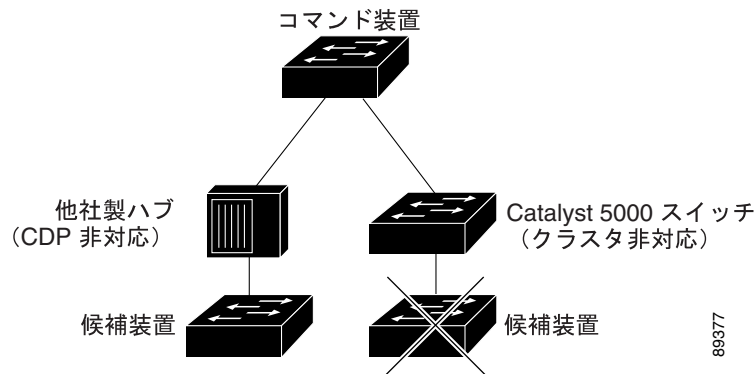 コマンド装置
他社製ハブ
（CDP 非対応）
Catalyst 5000 スイッチ
（クラスタ非対応）
候補装置
候補装置
89377